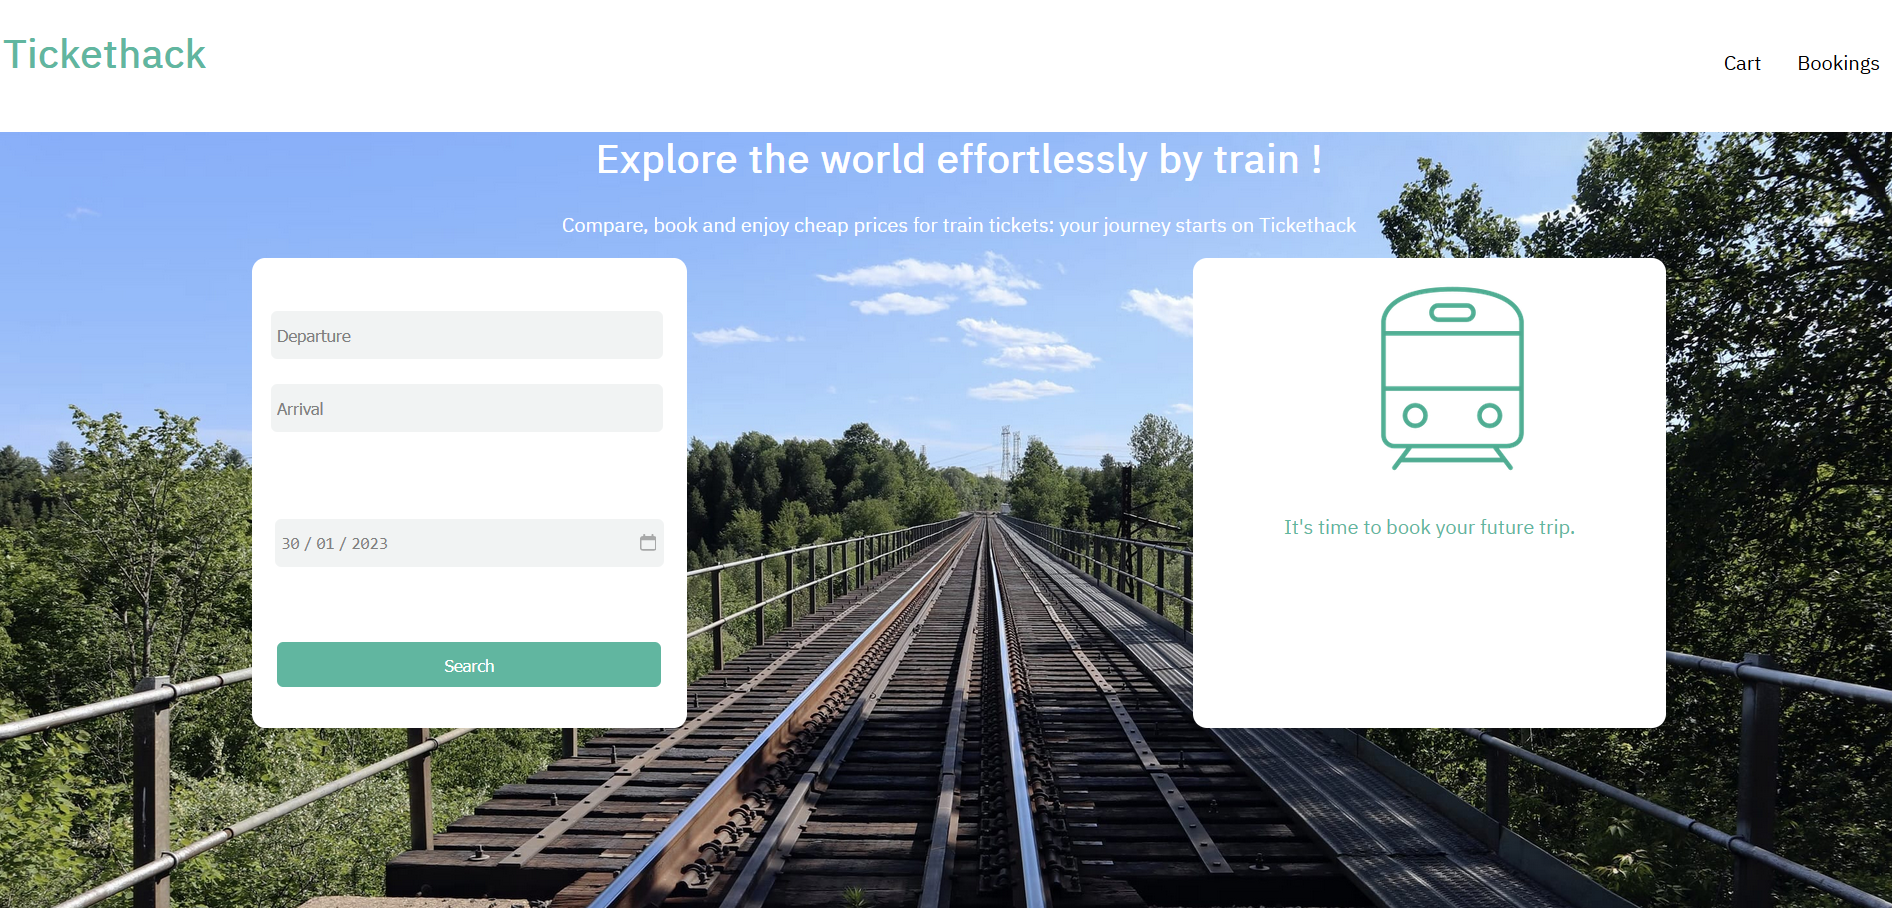 Tickethack
Cart Bookings
Explore the world effortlessly by train !
Compare, book and enjoy cheap prices for train tickets: your journey starts on Tickethack
Departure
Arrival
30 / 01 / 2023
Search
It's time to book your future trip.